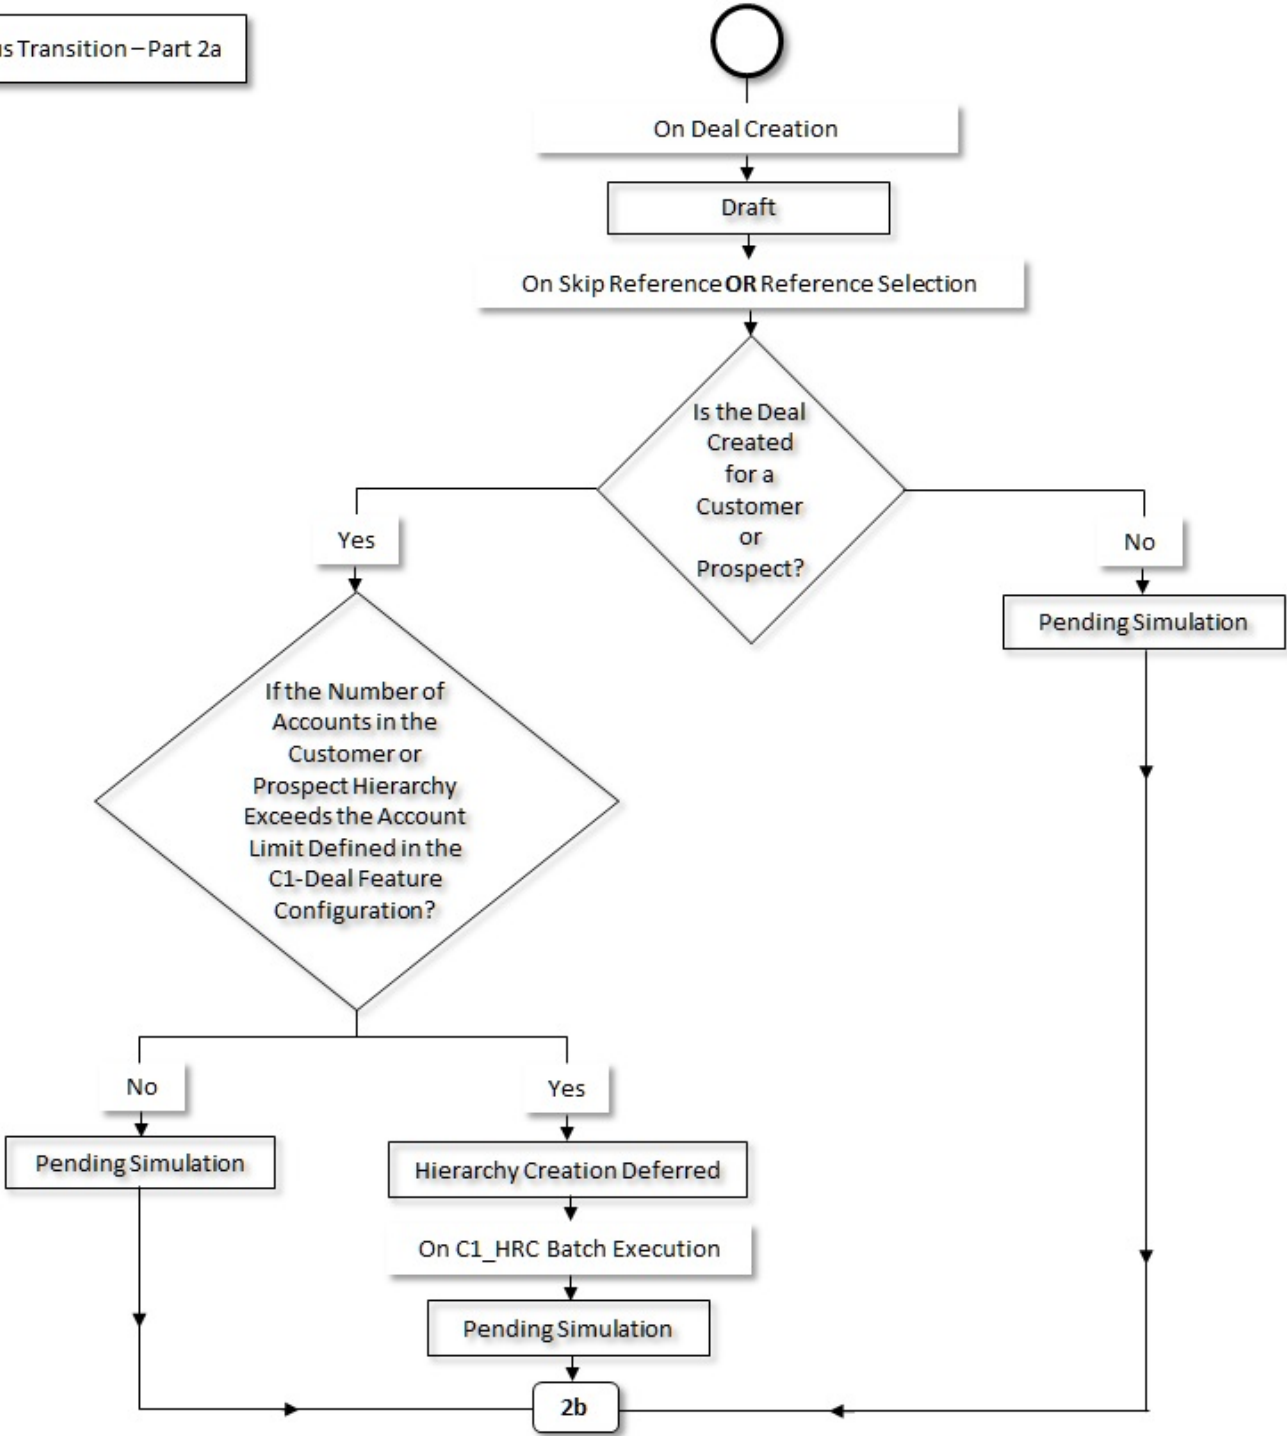 Transition – Part 2a
On Deal Creation
Draft
On Skip Reference OR Reference Selection
Is the Deal
Created
for a
Customer
or
Prospect?
Yes
No
Pending Simulation
If the Number of
Accounts in the
Customer or
Prospect Hierarchy
Exceeds the Account
Limit Defined in the
C1-Deal Feature
Configuration?
No
Yes
Pending Simulation
Hierarchy Creation Deferred
On C1_HRC Batch Execution
Pending Simulation
2b